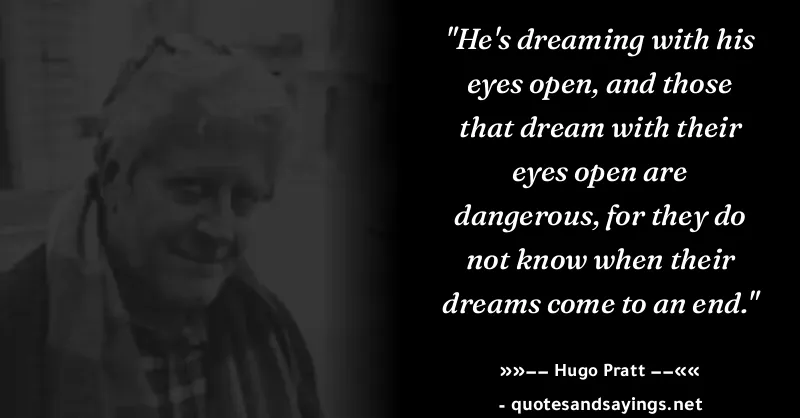 "He's dreaming with his
eyes open, and those
that dream with their
eyes open are
dangerous, for they do
not know when their
dreams come to an end."
»»−− Hugo Pratt −−««
- quotesandsayings.net